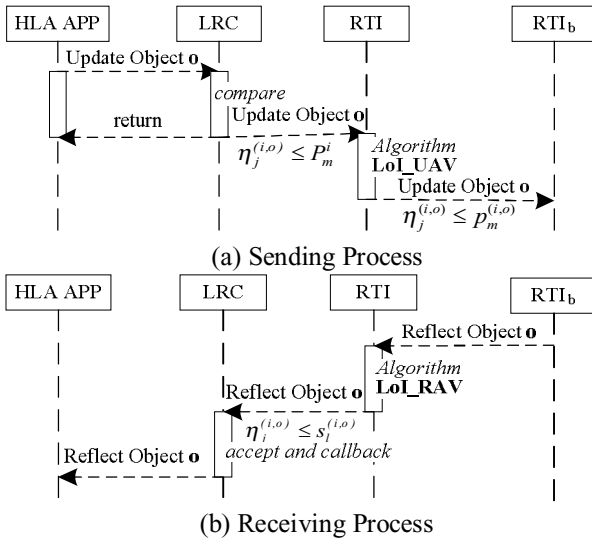 HLA APP LRC RTI RTI_b
Update Object o
compare
return
Update Object o
η_j^(i,o) ≤ P_m^i
Algorithm
LoI_UAV
Update Object o
η_j^(i,o) ≤ p_m^(i,o)
(a) Sending Process
HLA APP LRC RTI RTI_b
Reflect Object o
Algorithm
LoI_RAV
Reflect Object o
η_i^(i,o) ≤ s_l^(i,o)
accept and callback
Reflect Object o
(b) Receiving Process